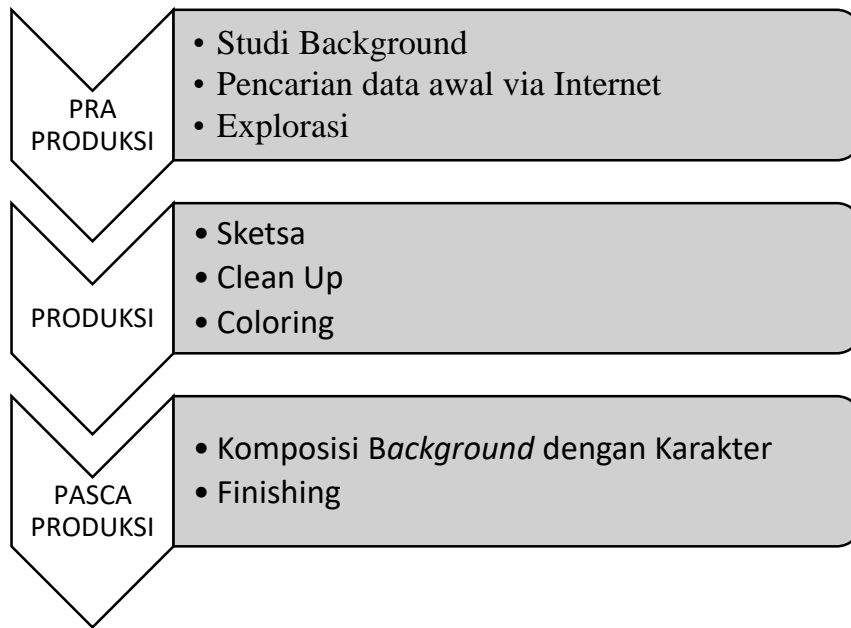 PRA
PRODUKSI
• Studi Background
• Pencarian data awal via Internet
• Explorasi
PRODUKSI
• Sketsa
• Clean Up
• Coloring
PASCA
PRODUKSI
• Komposisi Background dengan Karakter
• Finishing